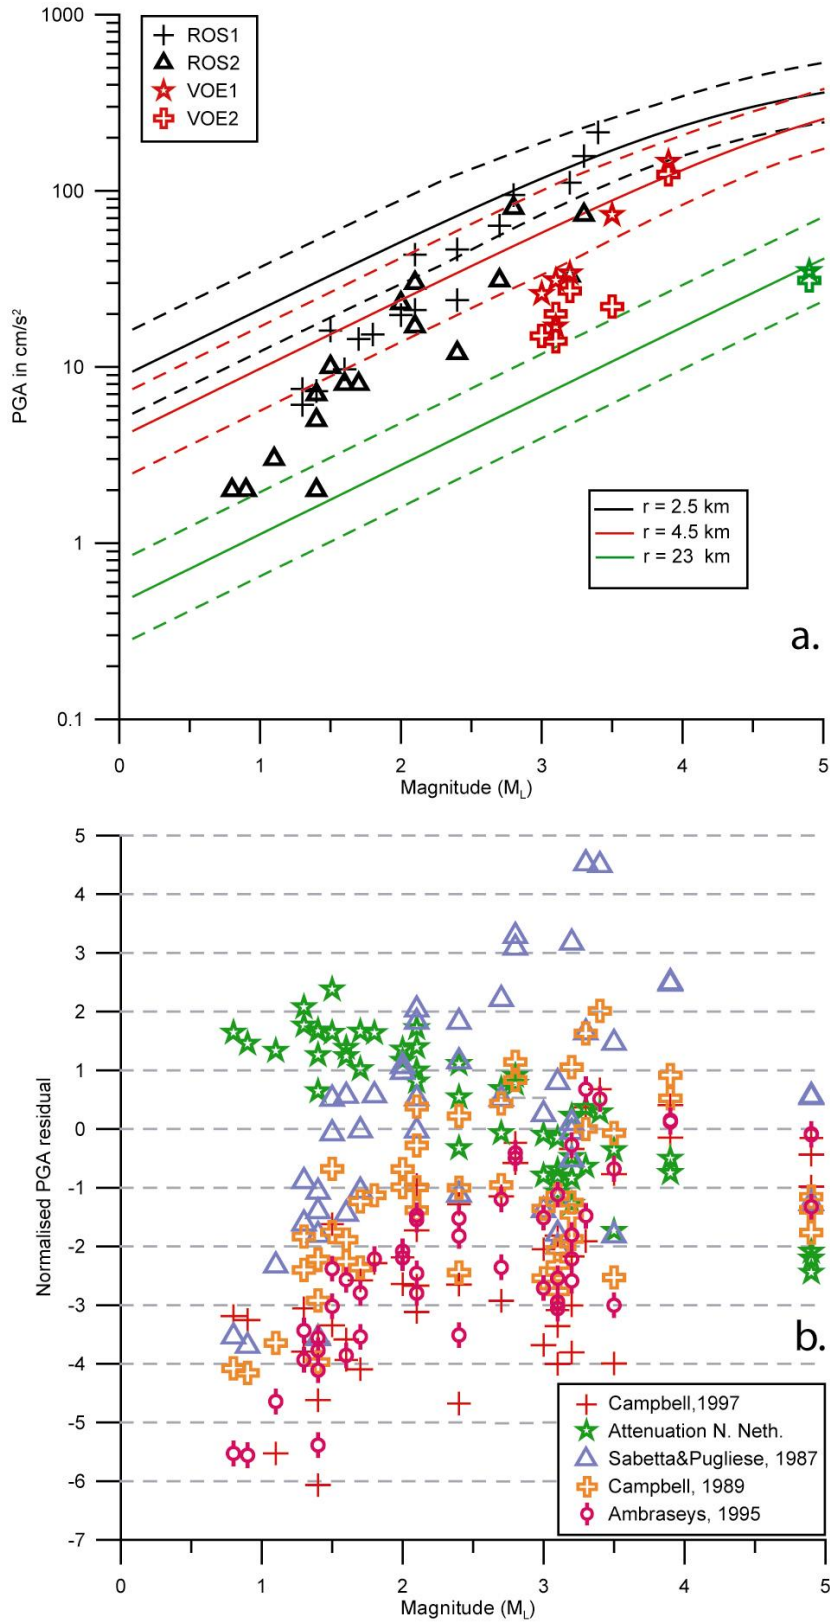 1000
ROS1
ROS2
VOE1
VOE2
100
PGA in cm/s²
10
r = 2.5 km
r = 4.5 km
r = 23 km
1
a.
0.1
0 1 2 3 4 5
Magnitude (M_L)
5
4
3
2
1
0
Normalised PGA residual
-1
-2
-3
b.
-4
Campbell,1997
Attenuation N. Neth.
-5
Sabetta&Pugliese, 1987
Campbell, 1989
-6
Ambraseys, 1995
-7
0 1 2 3 4 5
Magnitude (M_L)